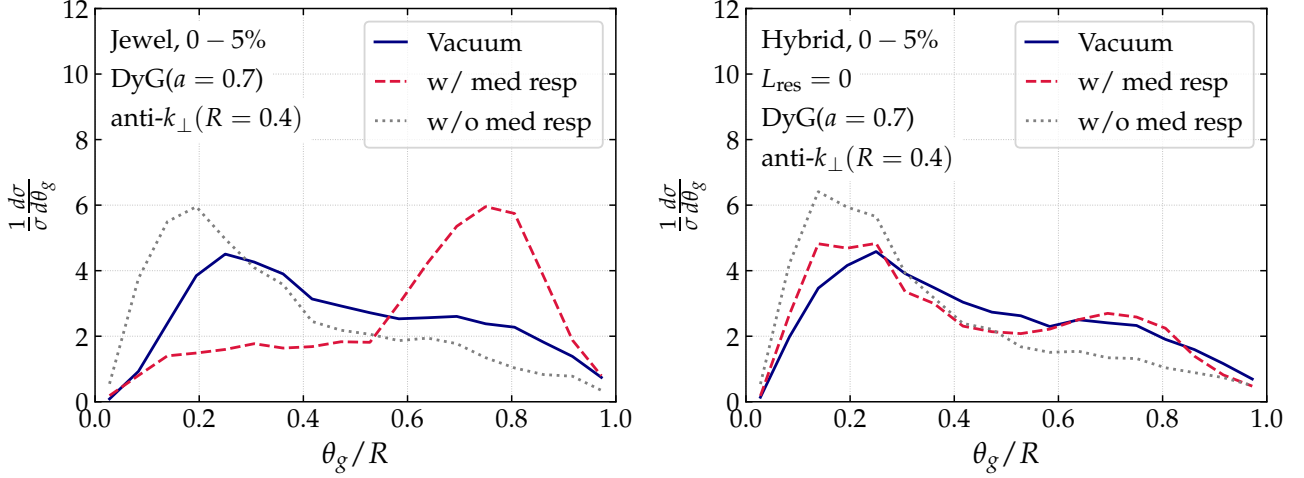 12
10
8
6
4
2
0
Jewel, 0 − 5%
DyG(a = 0.7)
anti-k⊥(R = 0.4)
Vacuum
w/ med resp
w/o med resp
1/σ dσ/dθg
0.0 0.2 0.4 0.6 0.8 1.0
θg/R
12
10
8
6
4
2
0
Hybrid, 0 − 5%
Lres = 0
DyG(a = 0.7)
anti-k⊥(R = 0.4)
Vacuum
w/ med resp
w/o med resp
1/σ dσ/dθg
0.0 0.2 0.4 0.6 0.8 1.0
θg/R